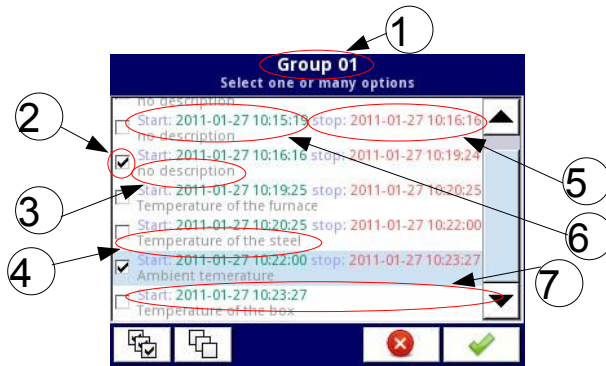 1
Group 01
Select one or many options
no description
Start: 2011-01-27 10:15:19 stop: 2011-01-27 10:16:16
no description
2
Start: 2011-01-27 10:16:16 stop: 2011-01-27 10:19:24
no description
5
3
Start: 2011-01-27 10:19:25 stop: 2011-01-27 10:20:25
Temperature of the furnace
6
Start: 2011-01-27 10:20:25 stop: 2011-01-27 10:22:00
Temperature of the steel
4
Start: 2011-01-27 10:22:00 stop: 2011-01-27 10:23:27
Ambient temerature
7
Start: 2011-01-27 10:23:27
Temperature of the box